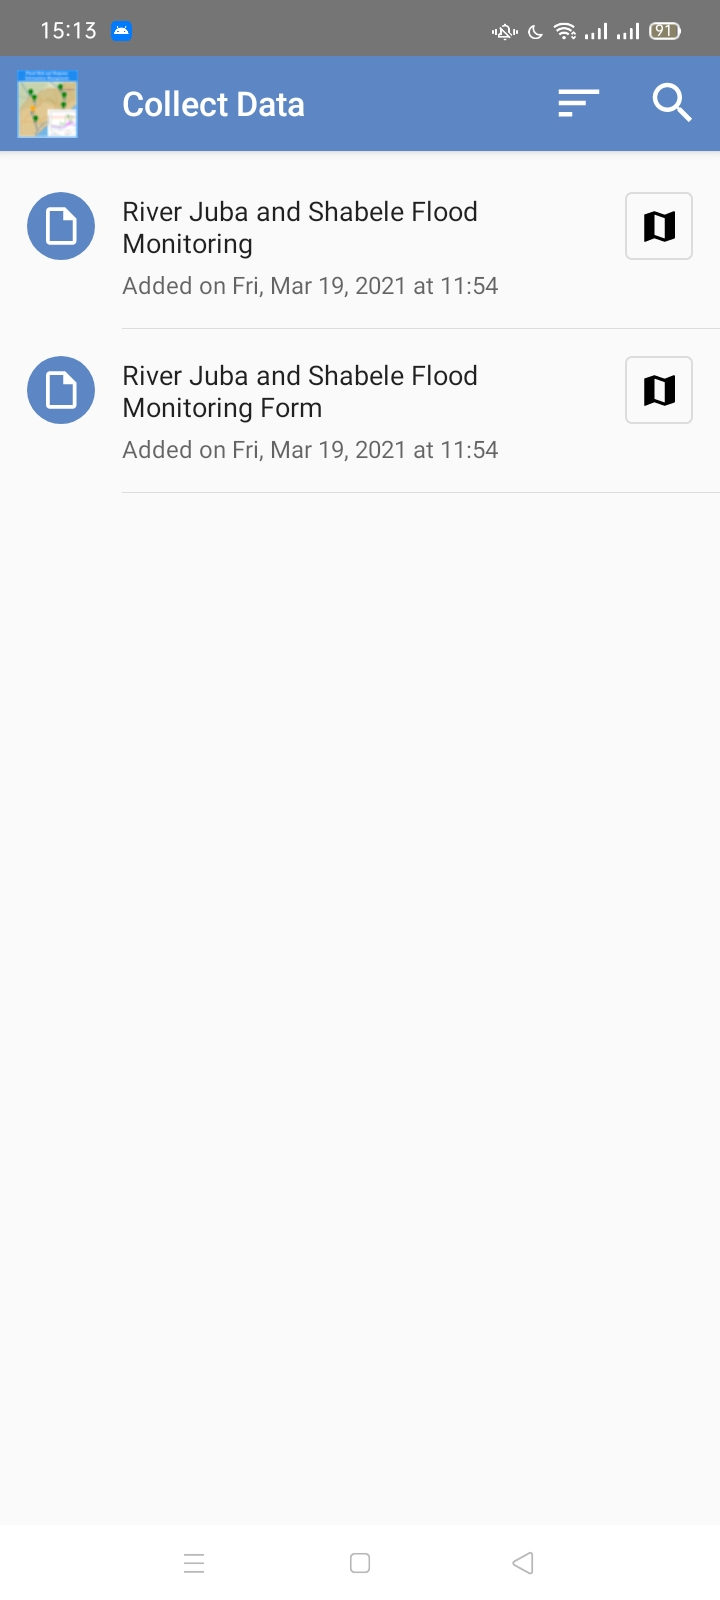 15:13
91
Collect Data
River Juba and Shabele Flood
Monitoring
Added on Fri, Mar 19, 2021 at 11:54
River Juba and Shabele Flood
Monitoring Form
Added on Fri, Mar 19, 2021 at 11:54